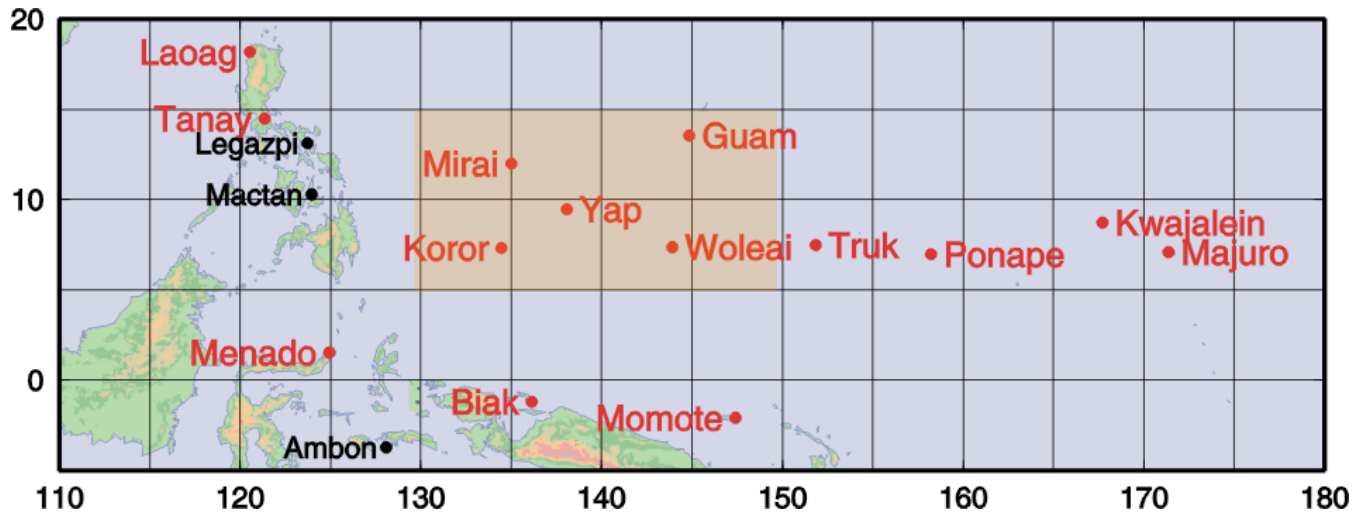 20
Laoag
Tanay
Guam
Legazpi
Mirai
10
Mactan
Yap
Kwajalein
Koror
Woleai
Truk
Ponape
Majuro
Menado
0
Biak
Momote
Ambon
110 120 130 140 150 160 170 180